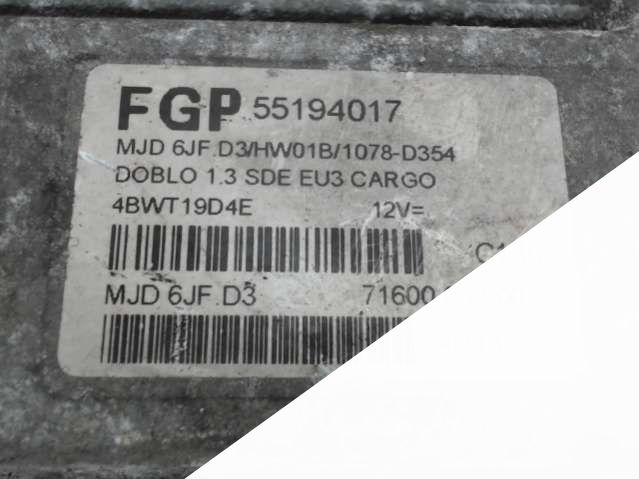 FGP 55194017
MJD 6JF.D3/HW01B/1078-D354
DOBLO 1.3 SDE EU3 CARGO
4BWT19D4E 12V=
MJD 6JF.D3 71600